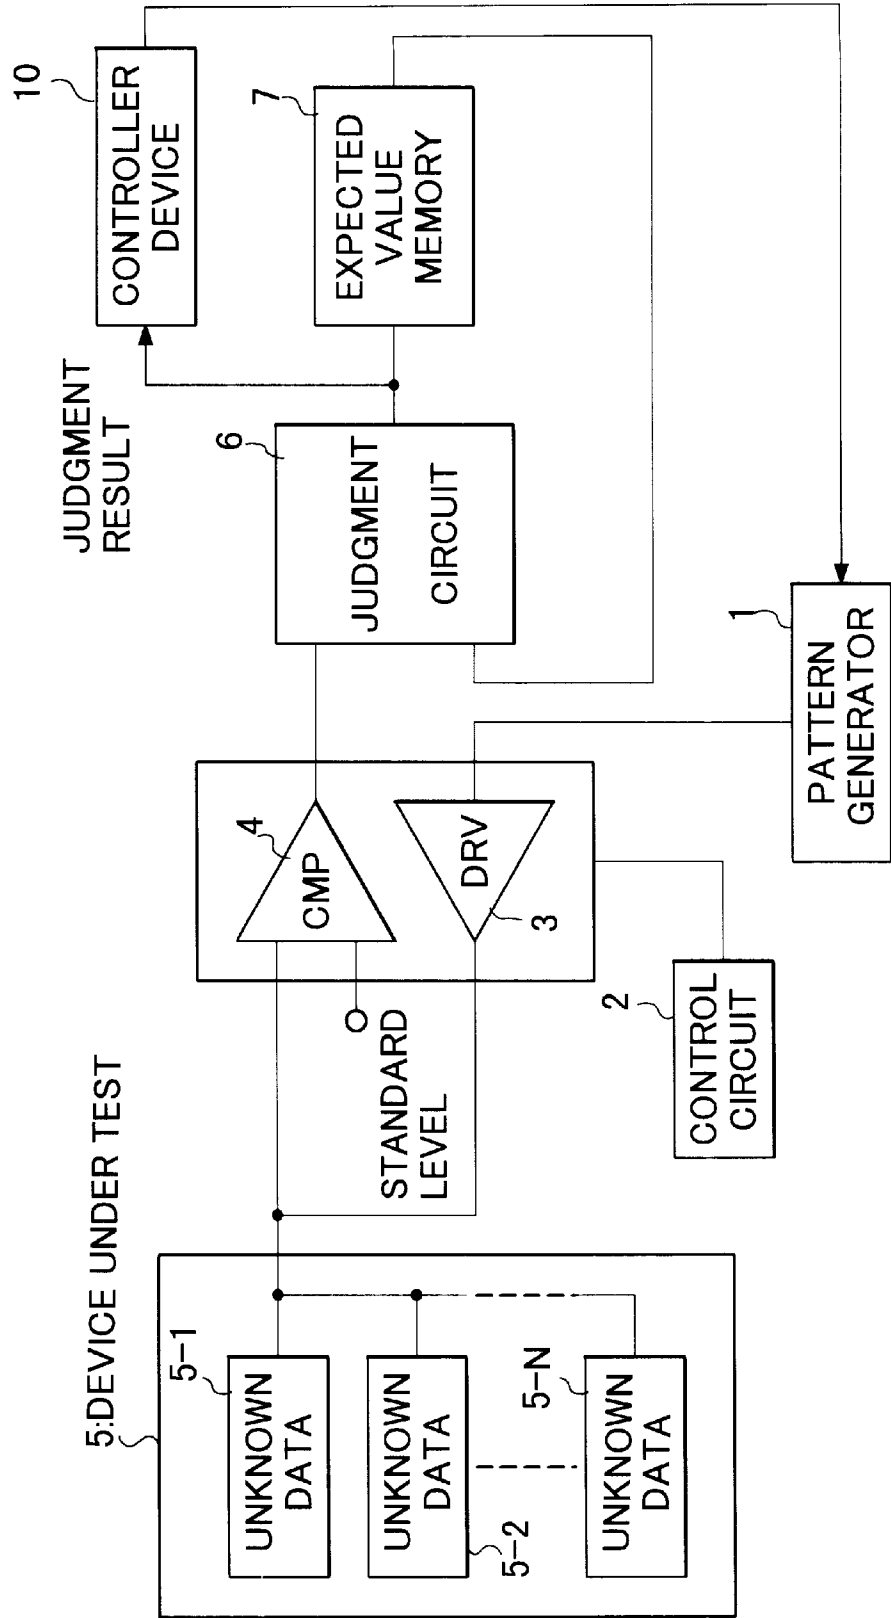 5:DEVICE UNDER TEST
5-1
UNKNOWN
DATA
UNKNOWN
DATA
5-2
5-N
UNKNOWN
DATA
STANDARD
LEVEL
4
CMP
DRV
3
2
CONTROL
CIRCUIT
JUDGMENT
RESULT
6
JUDGMENT
CIRCUIT
1
PATTERN
GENERATOR
10
CONTROLLER
DEVICE
7
EXPECTED
VALUE
MEMORY